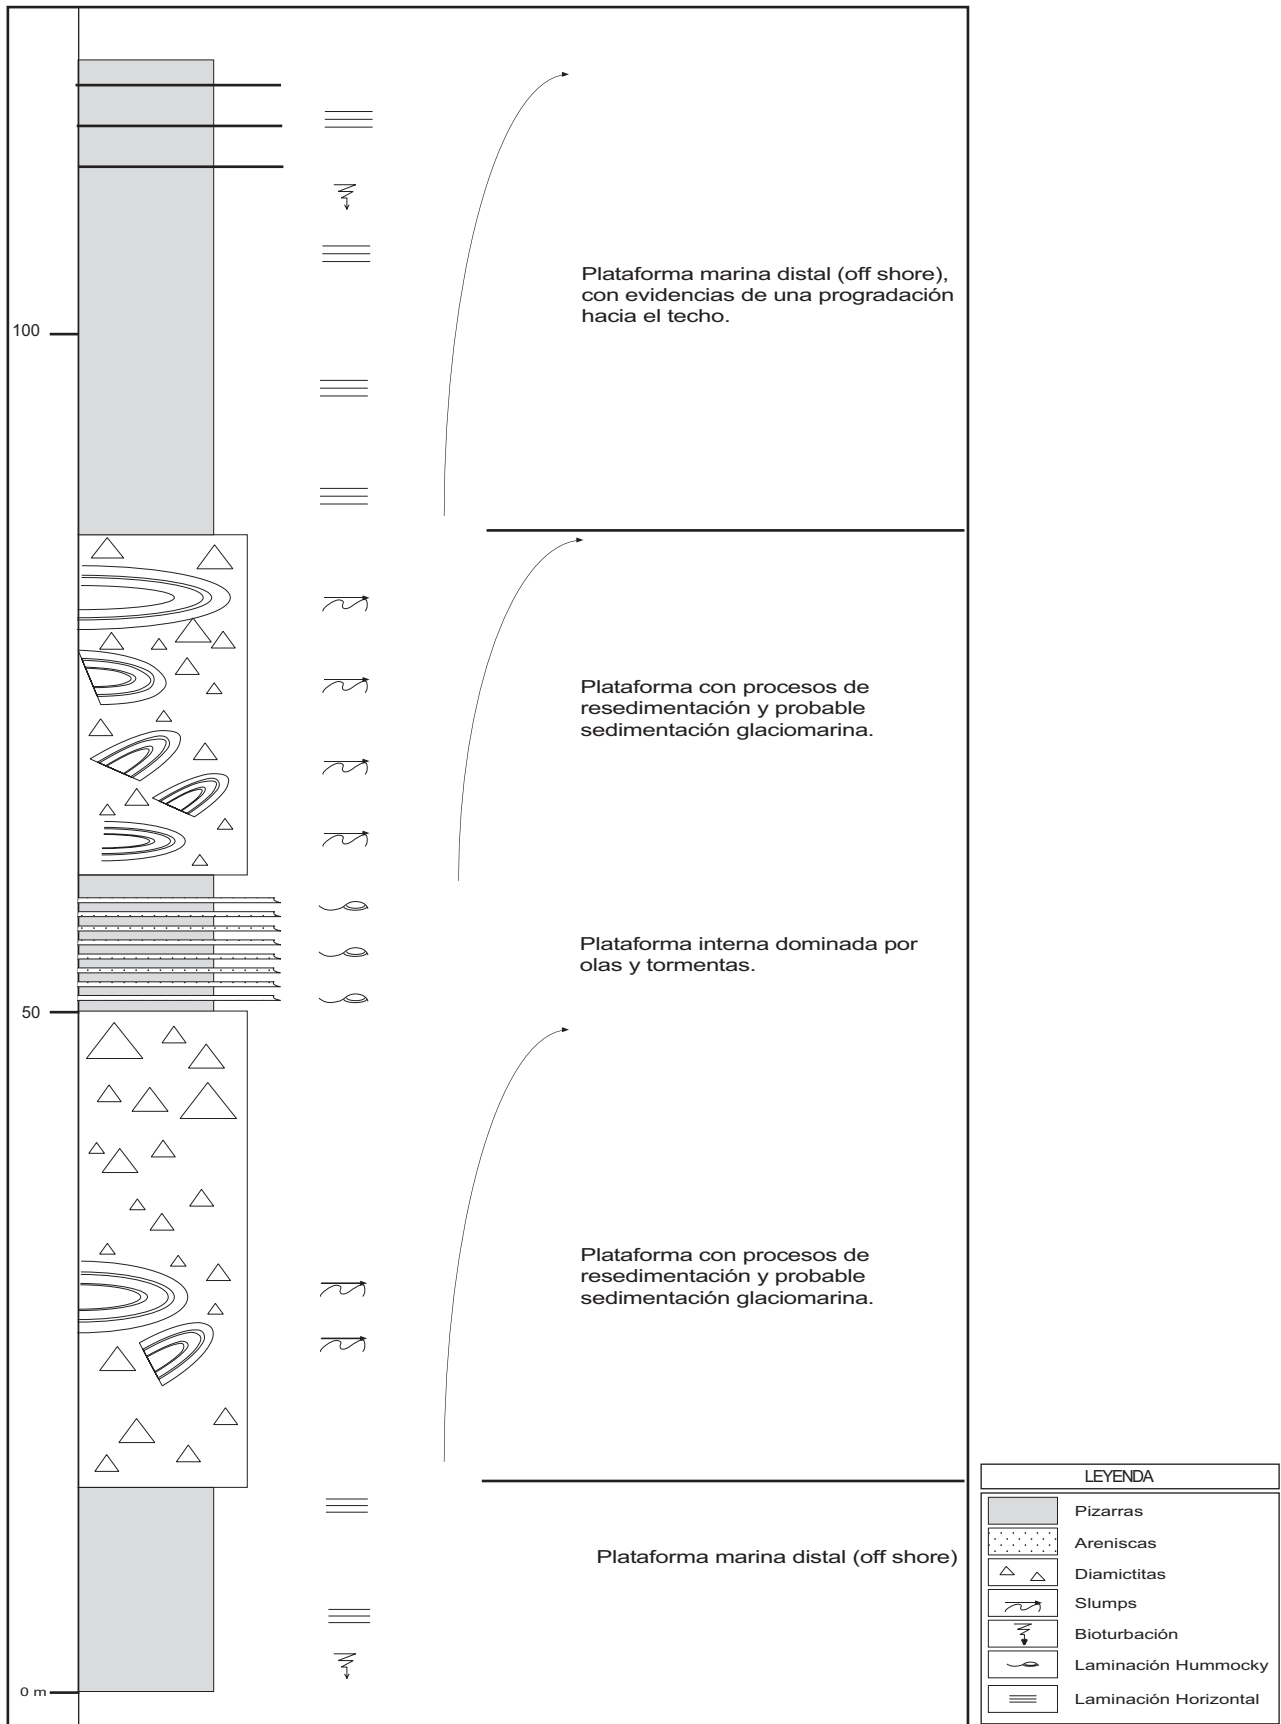 Plataforma marina distal (off shore),
con evidencias de una progradación
hacia el techo.
100
Plataforma con procesos de
resedimentación y probable
sedimentación glaciomarina.
Plataforma interna dominada por
olas y tormentas.
50
Plataforma con procesos de
resedimentación y probable
sedimentación glaciomarina.
Plataforma marina distal (off shore)
0 m
LEYENDA
Pizarras
Areniscas
Diamictitas
Slumps
Bioturbación
Laminación Hummocky
Laminación Horizontal